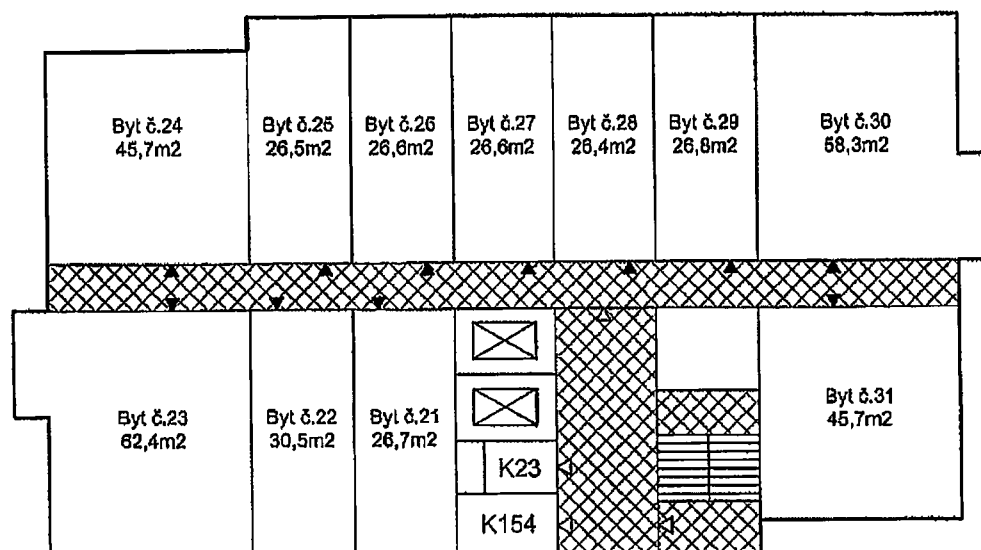 Byt č.24
45,7m2
Byt č.25
26,5m2
Byt č.26
26,6m2
Byt č.27
26,6m2
Byt č.28
26,4m2
Byt č.29
26,8m2
Byt č.30
58,3m2
Byt č.23
62,4m2
Byt č.22
30,5m2
Byt č.21
26,7m2
K23
K154
Byt č.31
45,7m2